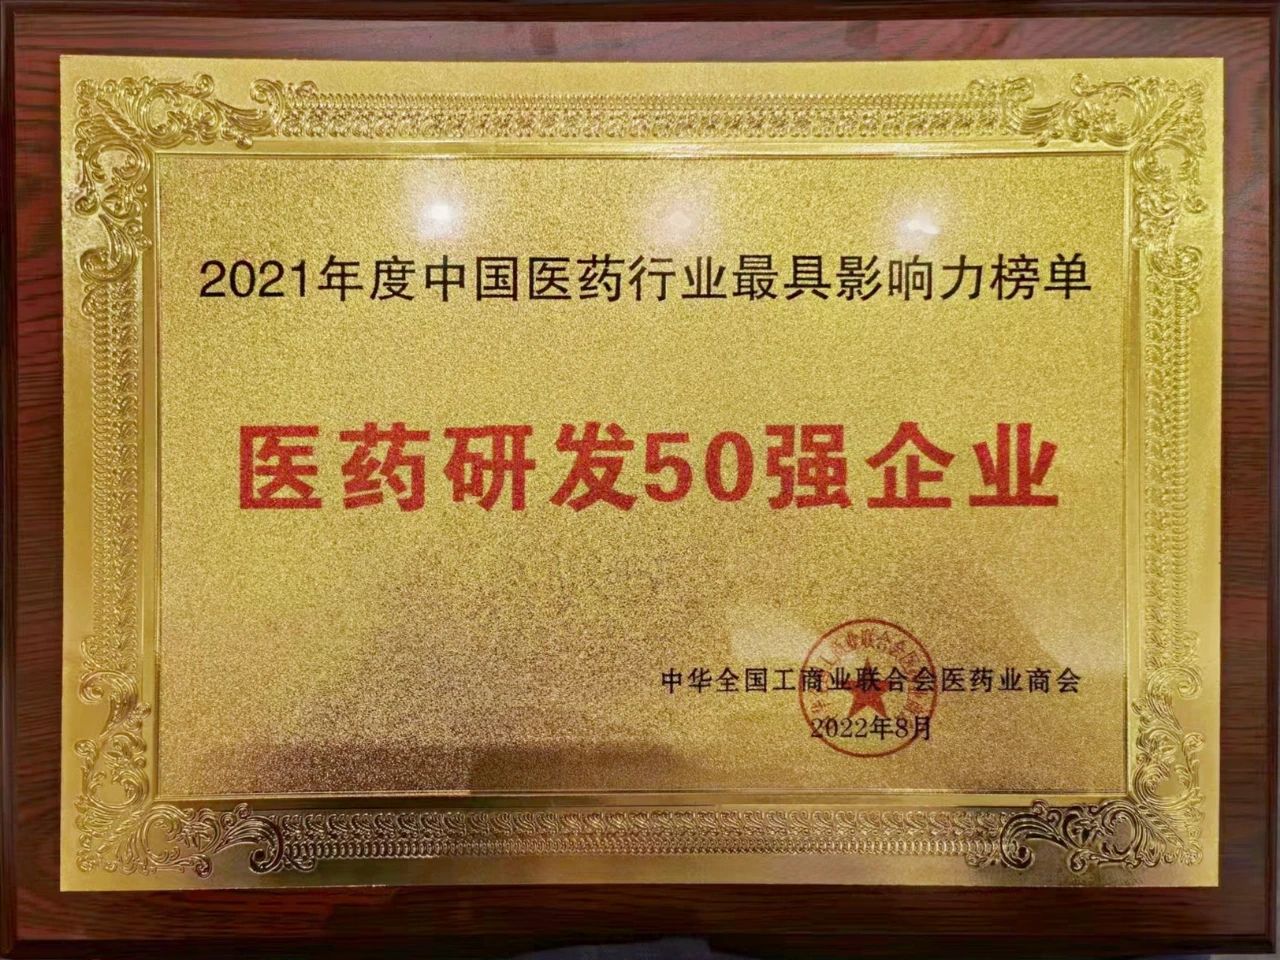 2021年度中国医药行业最具影响力榜单
医药研发50强企业
中华全国工商业联合会医药业商会
2022年8月